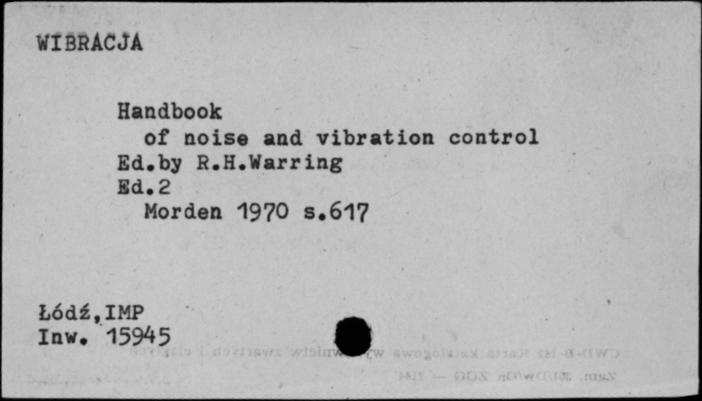 WIBRACJA
Handbook
of noise and vibration control
Ed.by R.H.Warring
Ed.2
Morden 1970 s.617
Łódź,IMP
Inw. 15945